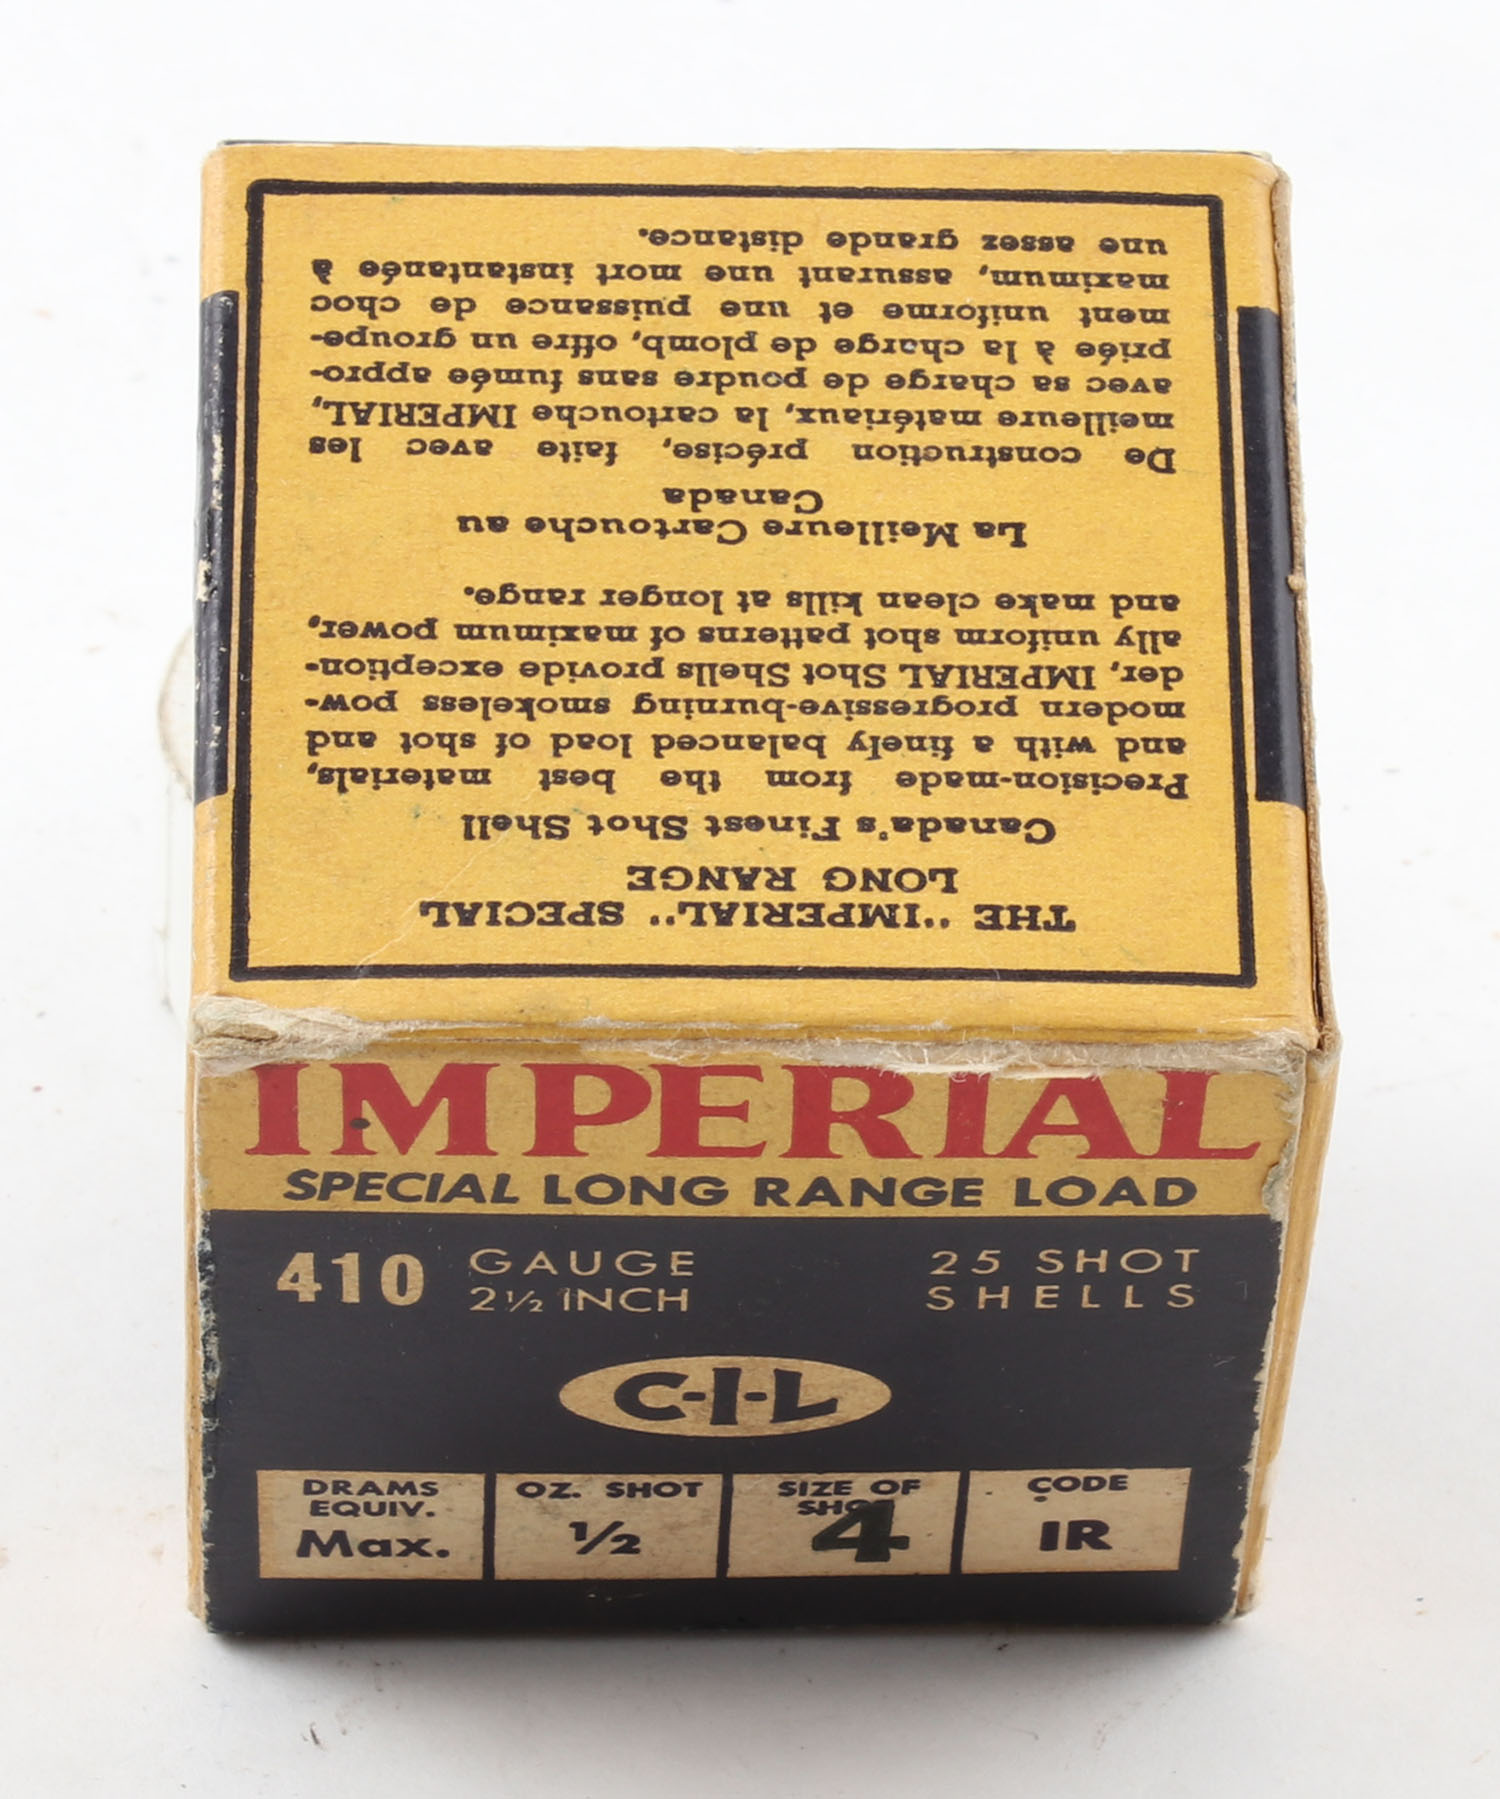 THE "IMPERIAL" SPECIAL
LONG RANGE
Canada's Finest Shot Shell
Precision-made from the best materials,
and with a finely balanced load of shot and
modern progressive-burning smokeless pow-
der, IMPERIAL Shot Shells provide exception-
ally uniform shot patterns of maximum power,
and make clean kills at longer range.
La Meilleure Cartouche au
Canada
De construction précise, faite avec les
meilleure matériaux, la cartouche IMPERIAL,
avec sa charge de poudre sans fumée appro-
priée à la charge de plomb, offre un groupe-
ment uniforme et une puissance de choc
maximum, assurant une mort instantanée à
une assez grande distance.
IMPERIAL
SPECIAL LONG RANGE LOAD
410 GAUGE
2½ INCH
25 SHOT
SHELLS
C-I-L
DRAMS
EQUIV.
Max.
OZ. SHOT
½
SIZE OF
SHOT
4
CODE
IR